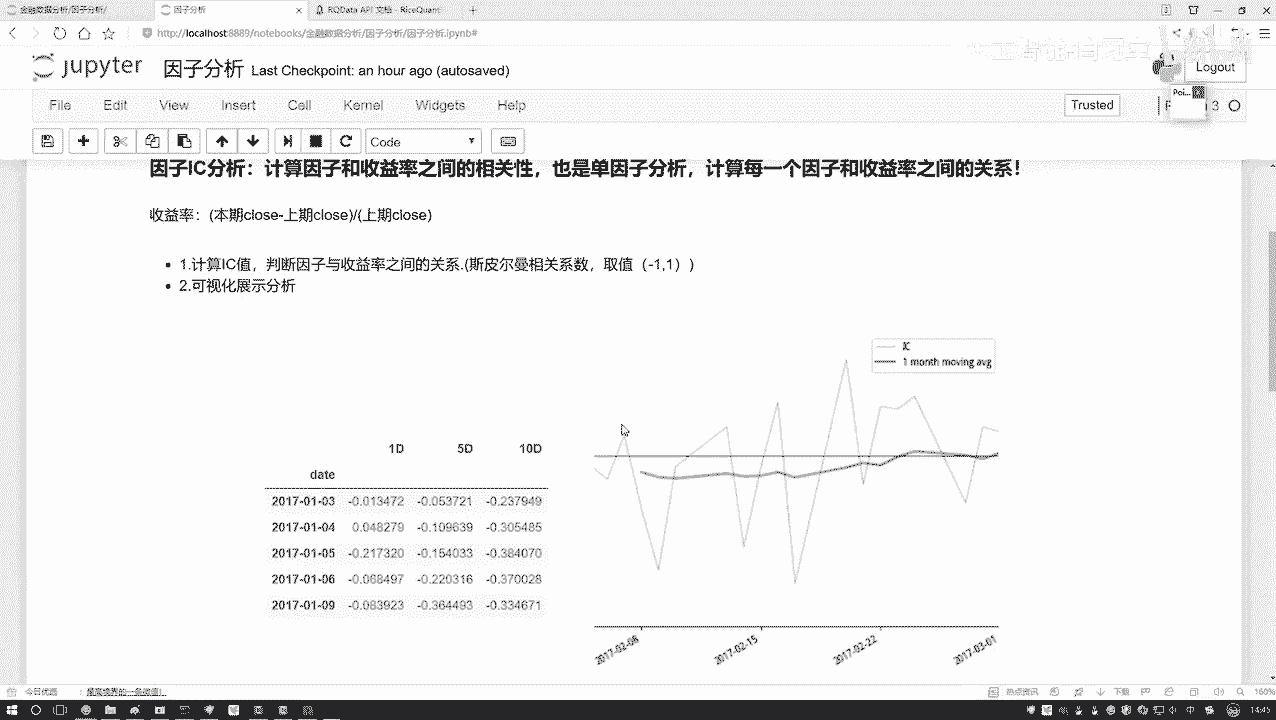 金融数据分析/因子分析/
因子分析
RQData API 文档 - RiceQuant
http://localhost:8889/notebooks/金融数据分析/因子分析/因子分析.ipynb#
jupyter 因子分析 Last Checkpoint: an hour ago (autosaved)
Logout
File Edit View Insert Cell Kernel Widgets Help
Trusted
3
Poi...
Code
因子IC分析：计算因子和收益率之间的相关性，也是单因子分析，计算每一个因子和收益率之间的关系！
收益率：(本期close-上期close)/(上期close)
1.计算IC值，判断因子与收益率之间的关系.(斯皮尔曼相关系数，取值（-1,1））
2.可视化展示分析
IC
1 month moving avg
1D 5D 10D
date
2017-01-03 -0.013472 -0.053721 -0.237949
2017-01-04 0.048279 -0.109639 -0.305485
2017-01-05 -0.217320 -0.154033 -0.384070
2017-01-06 -0.068497 -0.220316 -0.370028
2017-01-09 -0.083923 -0.364493 -0.334671
2017-02-08
2017-02-15
2017-02-22
2017-03-01
今日优选
热点资讯
下载
160%
14:45